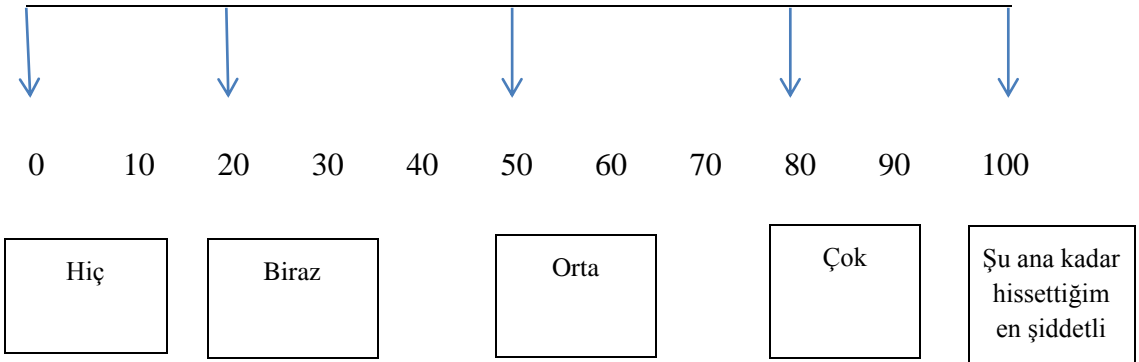 0 10 20 30 40 50 60 70 80 90 100
Hiç
Biraz
Orta
Çok
Şu ana kadar
hissettiğim
en şiddetli